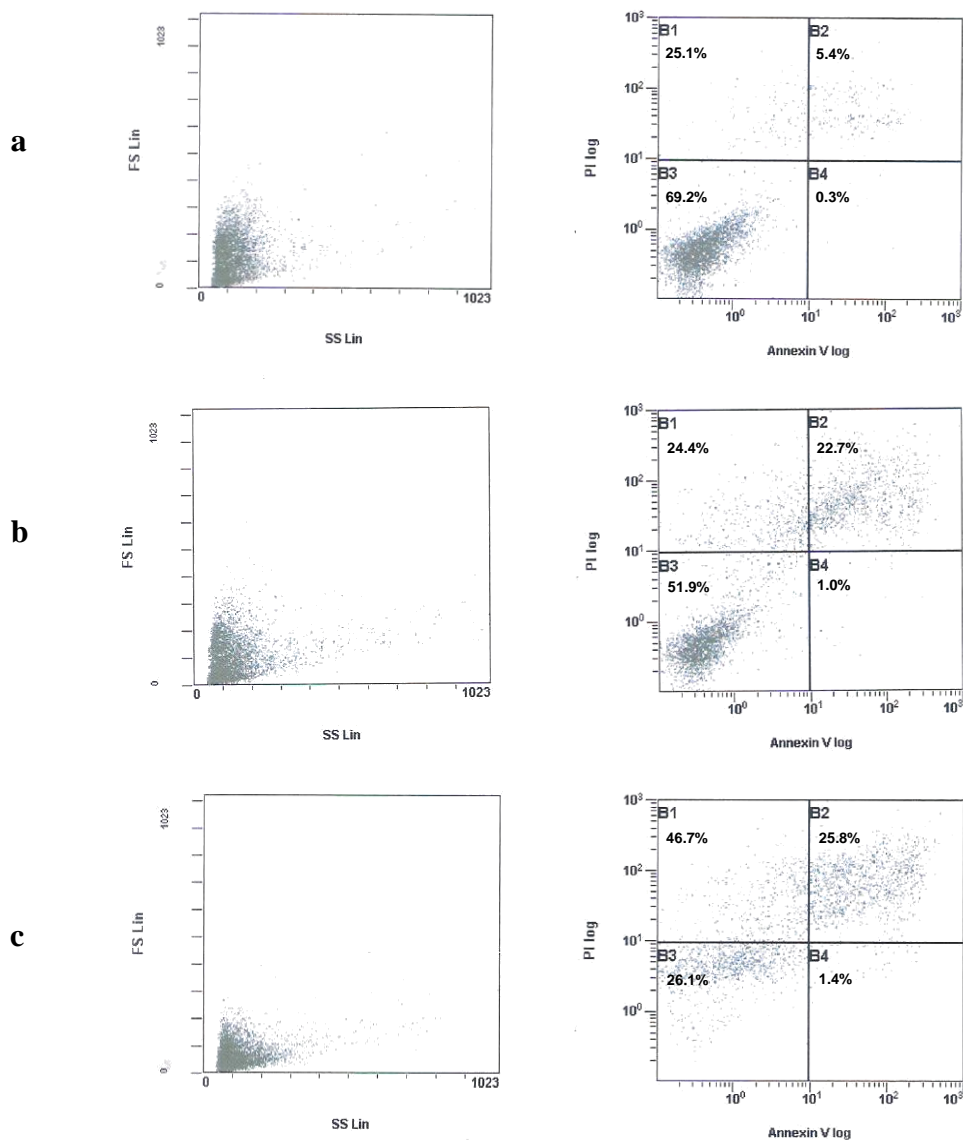 a
1023
FS Lin
0
0
1023
SS Lin
10³
10²
10¹
10⁰
PI log
B1
25.1%
B2
5.4%
B3
69.2%
B4
0.3%
10⁰
10¹
10²
10³
Annexin V log
b
1023
FS Lin
0
0
1023
SS Lin
10³
10²
10¹
10⁰
PI log
B1
24.4%
B2
22.7%
B3
51.9%
B4
1.0%
10⁰
10¹
10²
10³
Annexin V log
c
1023
FS Lin
0
0
1023
SS Lin
10³
10²
10¹
10⁰
PI log
B1
46.7%
B2
25.8%
B3
26.1%
B4
1.4%
10⁰
10¹
10²
10³
Annexin V log